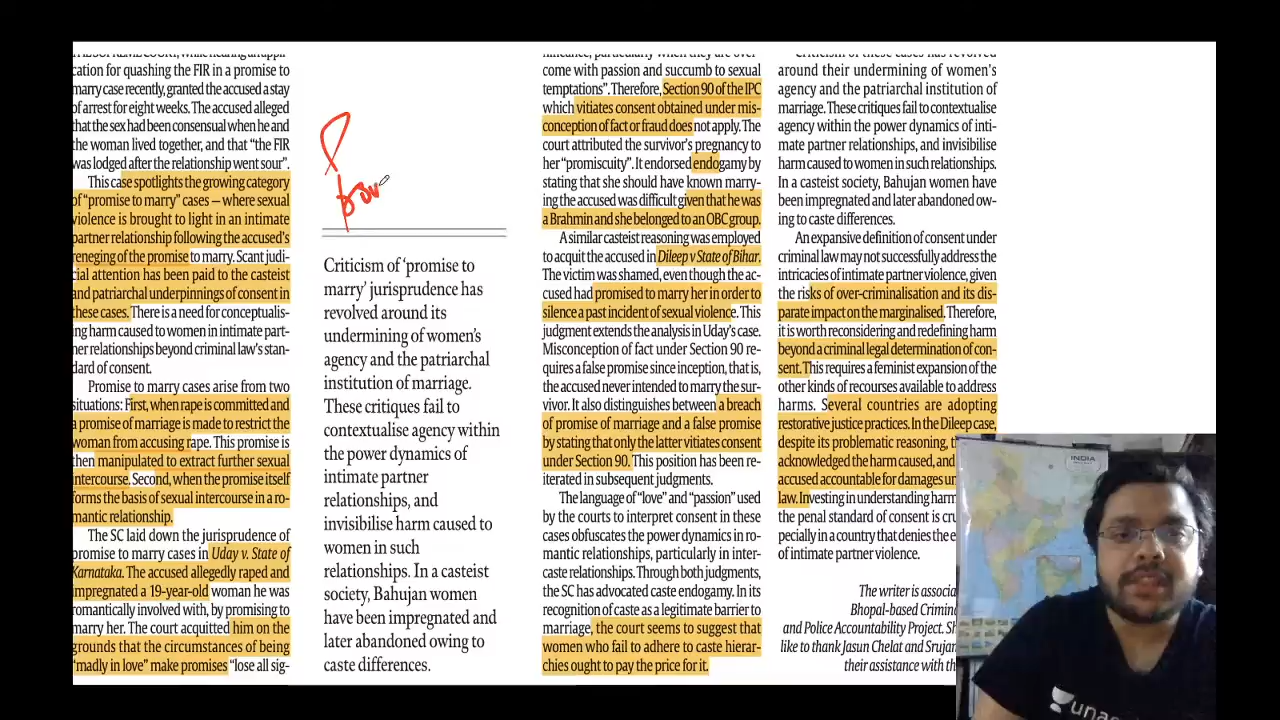 cation for quashing the FIR in a promise to
marry case recently, granted the accused a stay
of arrest for eight weeks. The accused alleged
that the sex had been consensual when he and
the woman lived together, and that “the FIR
was lodged after the relationship went sour”.
This case spotlights the growing category
of “promise to marry” cases — where sexual
violence is brought to light in an intimate
partner relationship following the accused’s
reneging of the promise to marry. Scant judi-
cial attention has been paid to the casteist
and patriarchal underpinnings of consent in
these cases. There is a need for conceptualis-
ing harm caused to women in intimate part-
ner relationships beyond criminal law’s stan-
dard of consent.
Promise to marry cases arise from two
situations: First, when rape is committed and
a promise of marriage is made to restrict the
woman from accusing rape. This promise is
then manipulated to extract further sexual
intercourse. Second, when the promise itself
forms the basis of sexual intercourse in a ro-
mantic relationship.
The SC laid down the jurisprudence of
promise to marry cases in Uday v. State of
Karnataka. The accused allegedly raped and
impregnated a 19-year-old woman he was
romantically involved with, by promising to
marry her. The court acquitted him on the
grounds that the circumstances of being
“madly in love” make promises “lose all sig-
P
Criticism of ‘promise to
marry’ jurisprudence has
revolved around its
undermining of women’s
agency and the patriarchal
institution of marriage.
These critiques fail to
contextualise agency within
the power dynamics of
intimate partner
relationships, and
invisibilise harm caused to
women in such
relationships. In a casteist
society, Bahujan women
have been impregnated and
later abandoned owing to
caste differences.
nificance, particularly when they are over-
come with passion and succumb to sexual
temptations”. Therefore, Section 90 of the IPC
which vitiates consent obtained under mis-
conception of fact or fraud does not apply. The
court attributed the survivor’s pregnancy to
her “promiscuity”. It endorsed endogamy by
stating that she should have known marry-
ing the accused was difficult given that he was
a Brahmin and she belonged to an OBC group.
A similar casteist reasoning was employed
to acquit the accused in Dileep v State of Bihar.
The victim was shamed, even though the ac-
cused had promised to marry her in order to
silence a past incident of sexual violence. This
judgment extends the analysis in Uday’s case.
Misconception of fact under Section 90 re-
quires a false promise since inception, that is,
the accused never intended to marry the sur-
vivor. It also distinguishes between a breach
of promise of marriage and a false promise
by stating that only the latter vitiates consent
under Section 90. This position has been re-
iterated in subsequent judgments.
The language of “love” and “passion” used
by the courts to interpret consent in these
cases obfuscates the power dynamics in ro-
mantic relationships, particularly in inter-
caste relationships. Through both judgments,
the SC has advocated caste endogamy. In its
recognition of caste as a legitimate barrier to
marriage, the court seems to suggest that
women who fail to adhere to caste hierar-
chies ought to pay the price for it.
Criticism of these cases has revolved
around their undermining of women’s
agency and the patriarchal institution of
marriage. These critiques fail to contextualise
agency within the power dynamics of inti-
mate partner relationships, and invisibilise
harm caused to women in such relationships.
In a casteist society, Bahujan women have
been impregnated and later abandoned ow-
ing to caste differences.
An expansive definition of consent under
criminal law may not successfully address the
intricacies of intimate partner violence, given
the risks of over-criminalisation and its dis-
parate impact on the marginalised. Therefore,
it is worth reconsidering and redefining harm
beyond a criminal legal determination of con-
sent. This requires a feminist expansion of the
other kinds of recourses available to address
harms. Several countries are adopting
restorative justice practices. In the Dileep case,
despite its problematic reasoning,
acknowledged the harm caused, and
accused accountable for damages
law. Investing in understanding harm
the penal standard of consent is
pecially in a country that denies the
of intimate partner violence.
The writer is
Bhopal-based
and Police Accountability Project.
like to thank Jasun Chelat and
their assistance with
INDIA